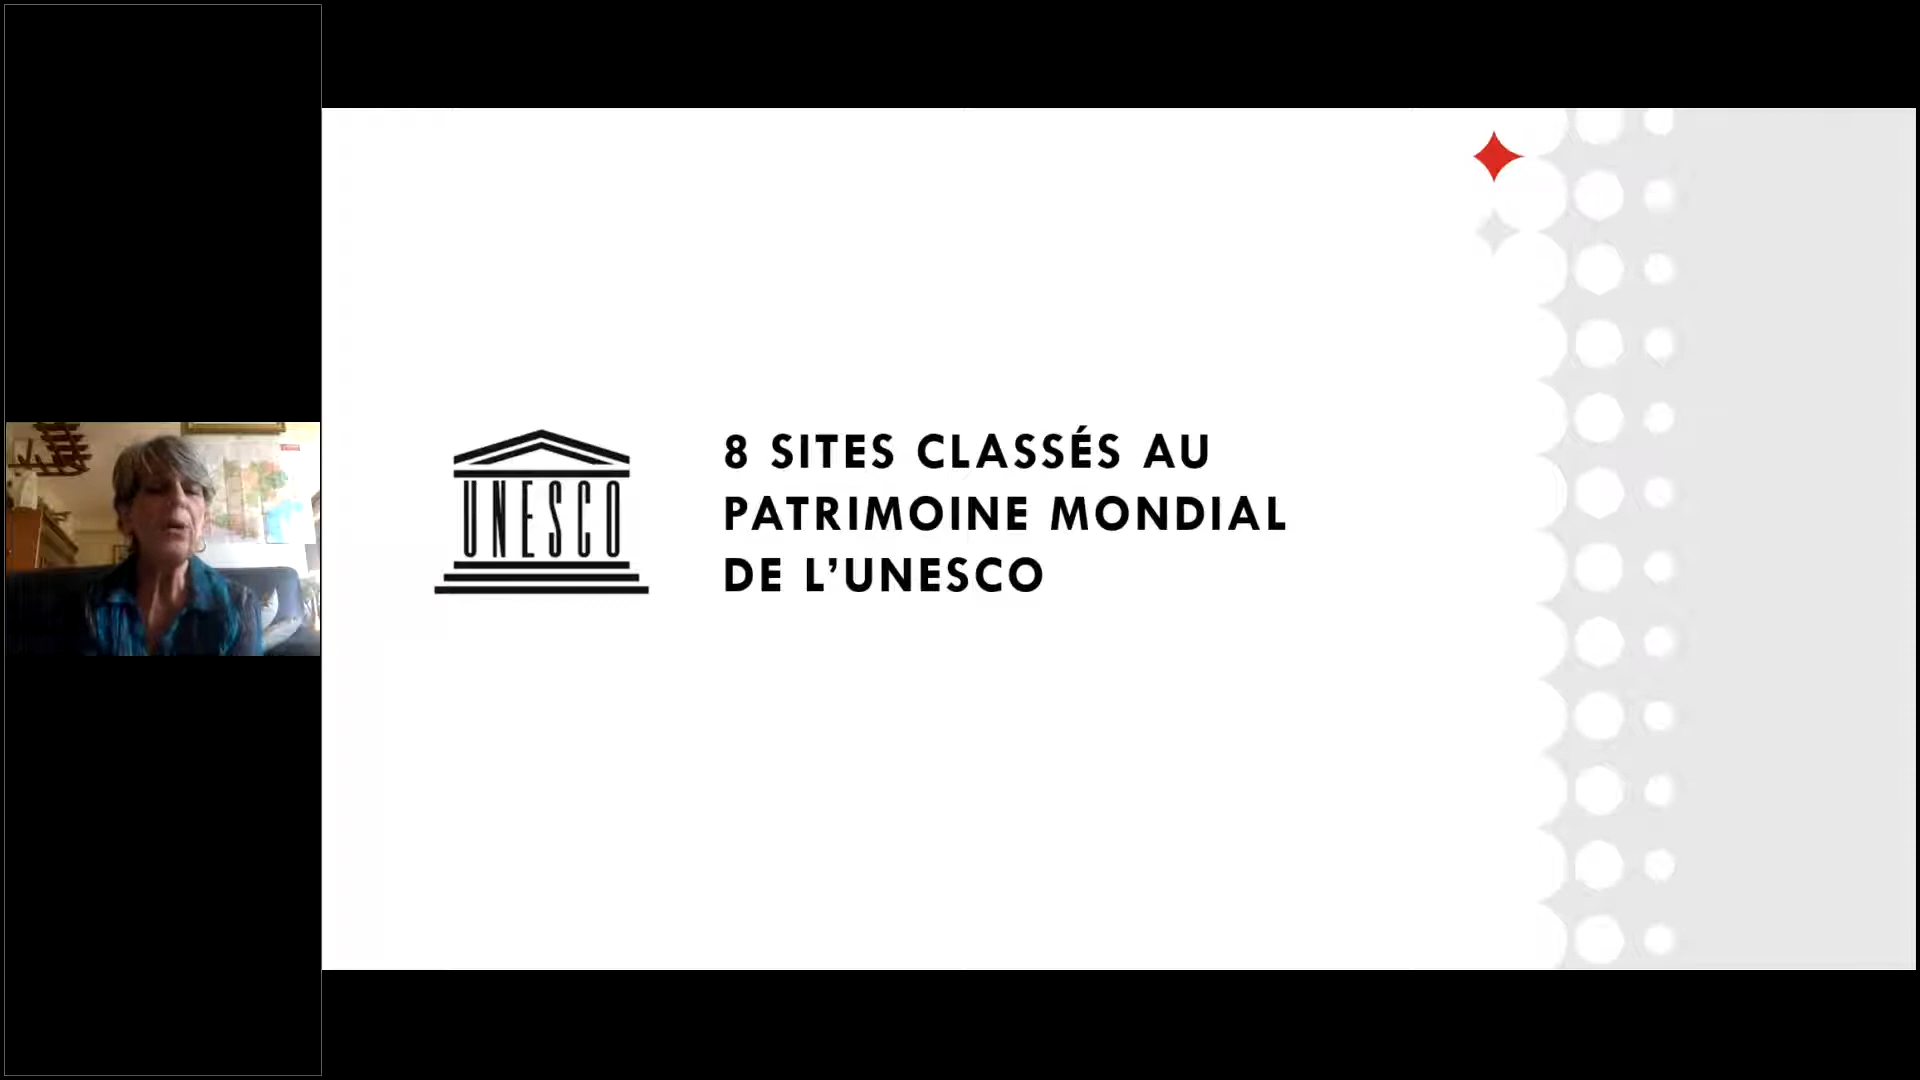 UNESCO
8 SITES CLASSÉS AU
PATRIMOINE MONDIAL
DE L’UNESCO